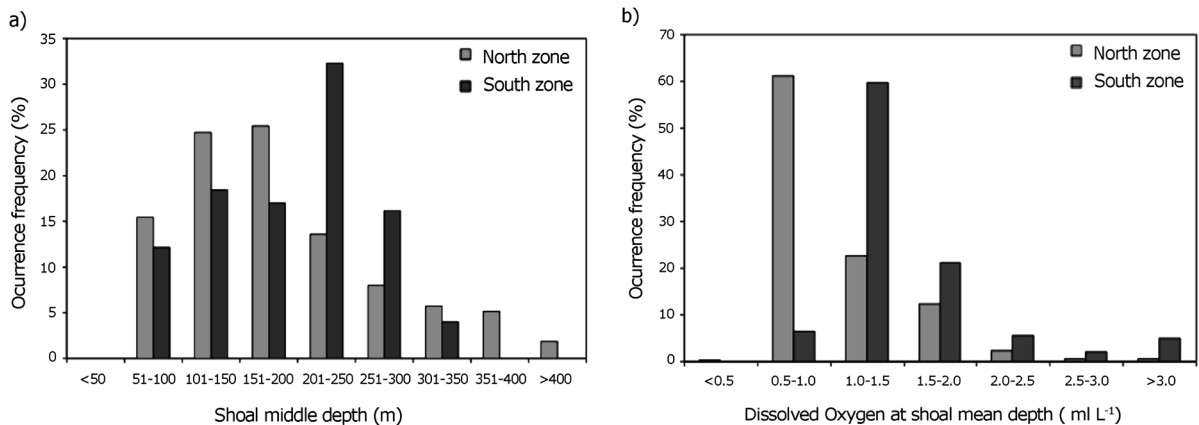 a)
35
30
25
20
15
10
5
0
Ocurrence frequency (%)
North zone
South zone
<50 51-100 101-150 151-200 201-250 251-300 301-350 351-400 >400
Shoal middle depth (m)
b)
70
60
50
40
30
20
10
0
Ocurrence frequency (%)
North zone
South zone
<0.5 0.5-1.0 1.0-1.5 1.5-2.0 2.0-2.5 2.5-3.0 >3.0
Dissolved Oxygen at shoal mean depth ( ml L⁻¹)